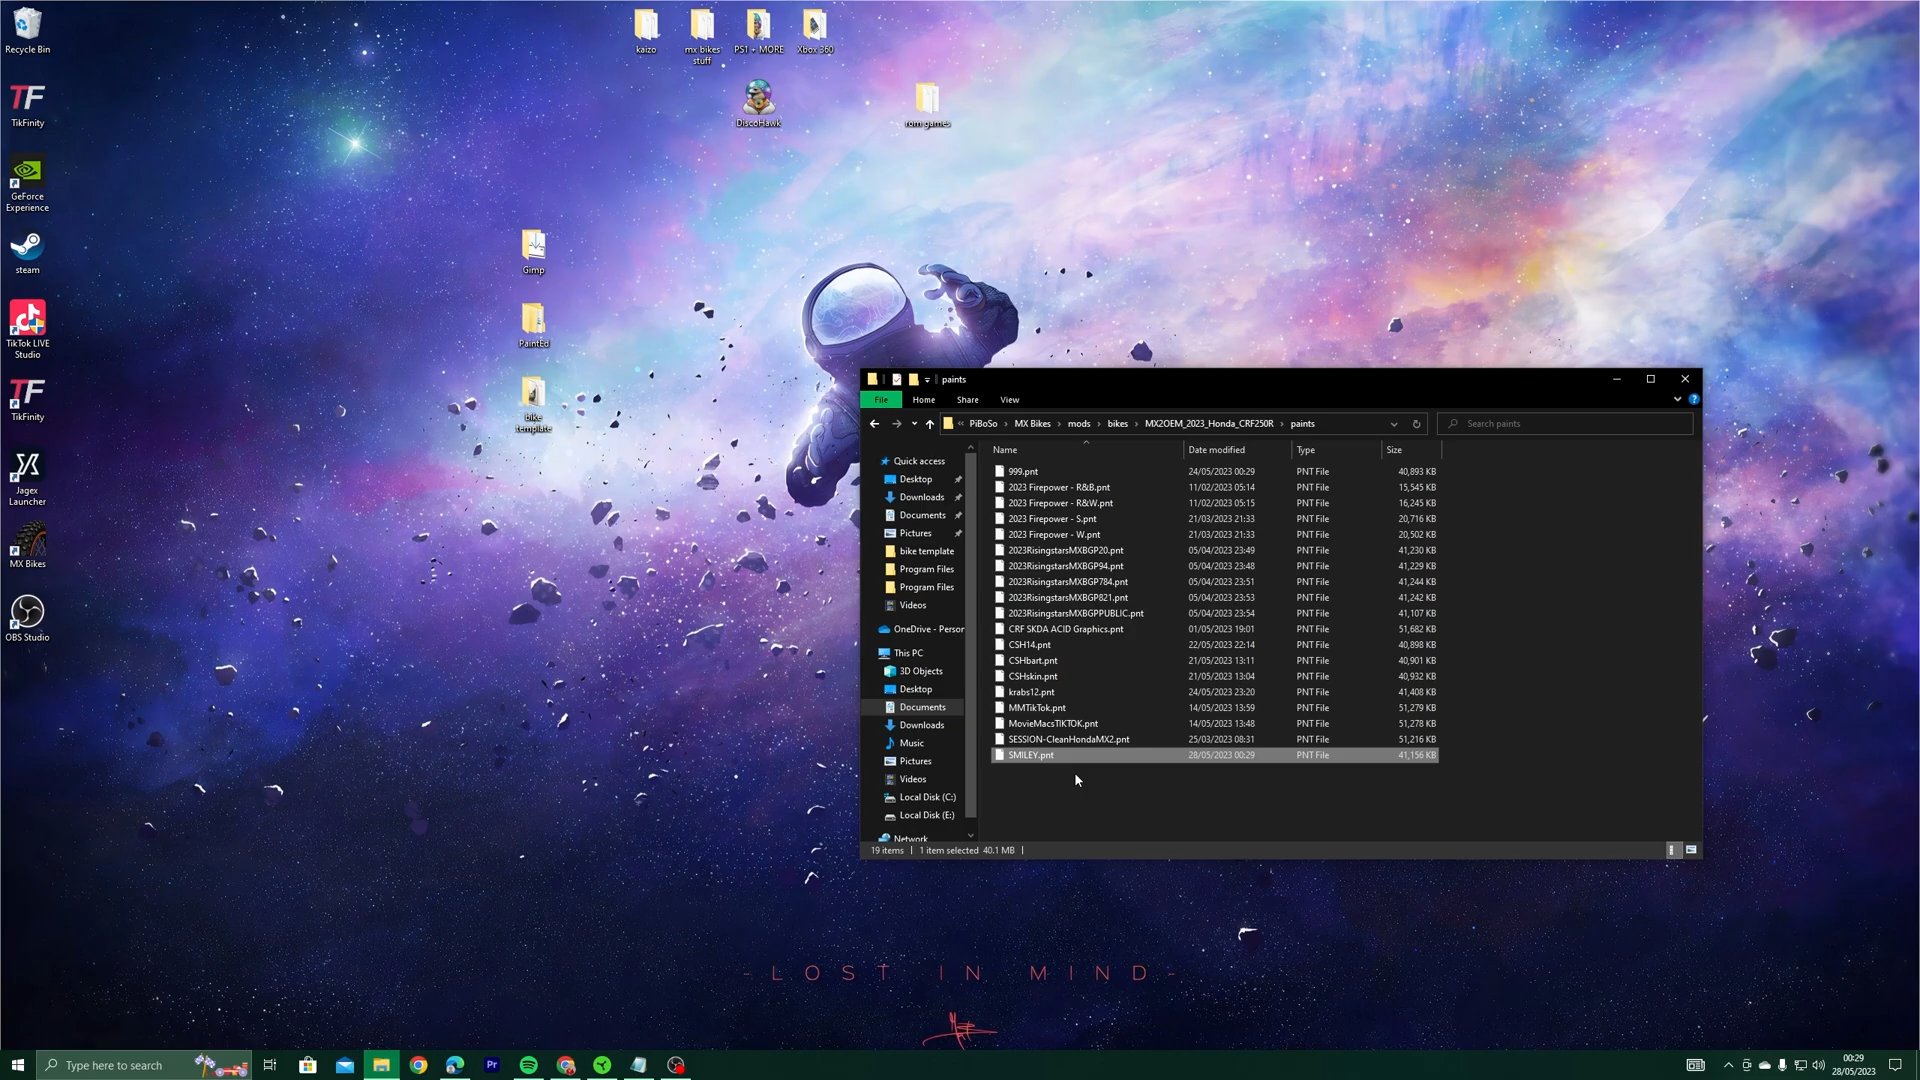 Recycle Bin
TikFinity
GeForce
Experience
steam
TikTok LIVE
Studio
TikFinity
Jagex
Launcher
MX Bikes
OBS Studio
kaizo
mx bikes
stuff
PS1 + MORE
Xbox 360
DiscoHawk
rom games
Gimp
PaintEd
bike
template
paints
File
Home
Share
View
« PiBoSo › MX Bikes › mods › bikes › MX2OEM_2023_Honda_CRF250R › paints
Search paints
Quick access
Desktop
Downloads
Documents
Pictures
bike template
Program Files
Program Files
Videos
OneDrive - Person
This PC
3D Objects
Desktop
Documents
Downloads
Music
Pictures
Videos
Local Disk (C:)
Local Disk (E:)
Network
Name Date modified Type Size
999.pnt 24/05/2023 00:29 PNT File 40,893 KB
2023 Firepower - R&B.pnt 11/02/2023 05:14 PNT File 15,545 KB
2023 Firepower - R&W.pnt 11/02/2023 05:15 PNT File 16,245 KB
2023 Firepower - S.pnt 21/03/2023 21:33 PNT File 20,716 KB
2023 Firepower - W.pnt 21/03/2023 21:33 PNT File 20,502 KB
2023RisingstarsMXBGP20.pnt 05/04/2023 23:49 PNT File 41,230 KB
2023RisingstarsMXBGP94.pnt 05/04/2023 23:48 PNT File 41,229 KB
2023RisingstarsMXBGP784.pnt 05/04/2023 23:51 PNT File 41,244 KB
2023RisingstarsMXBGP821.pnt 05/04/2023 23:53 PNT File 41,242 KB
2023RisingstarsMXBGPPUBLIC.pnt 05/04/2023 23:54 PNT File 41,107 KB
CRF SKDA ACID Graphics.pnt 01/05/2023 19:01 PNT File 51,682 KB
CSH14.pnt 22/05/2023 22:14 PNT File 40,898 KB
CSHbart.pnt 21/05/2023 13:11 PNT File 40,901 KB
CSHskin.pnt 21/05/2023 13:04 PNT File 40,932 KB
krabs12.pnt 24/05/2023 23:20 PNT File 41,408 KB
MMTikTok.pnt 14/05/2023 13:59 PNT File 51,279 KB
MovieMacsTIKTOK.pnt 14/05/2023 13:48 PNT File 51,278 KB
SESSION-CleanHondaMX2.pnt 25/03/2023 08:31 PNT File 51,216 KB
SMILEY.pnt 28/05/2023 00:29 PNT File 41,156 KB
19 items 1 item selected 40.1 MB
- LOST IN MIND -
Type here to search
Pr
00:29
28/05/2023